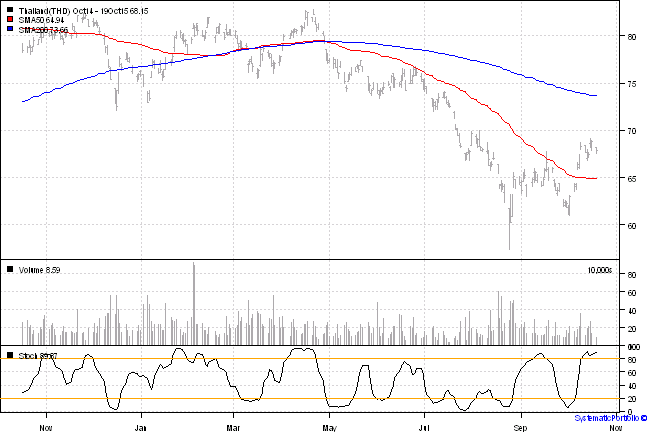 Thailand(THD) Oct14 - 19Oct15 68.15
SMA50 64.94
SMA200 73.66
80
75
70
65
60
Volume 8.59
10,000s
80
60
40
20
Stoch 89.67
100
80
60
40
20
0
Nov Jan Mar May Jul Sep Nov
SystematicPortfolio ©